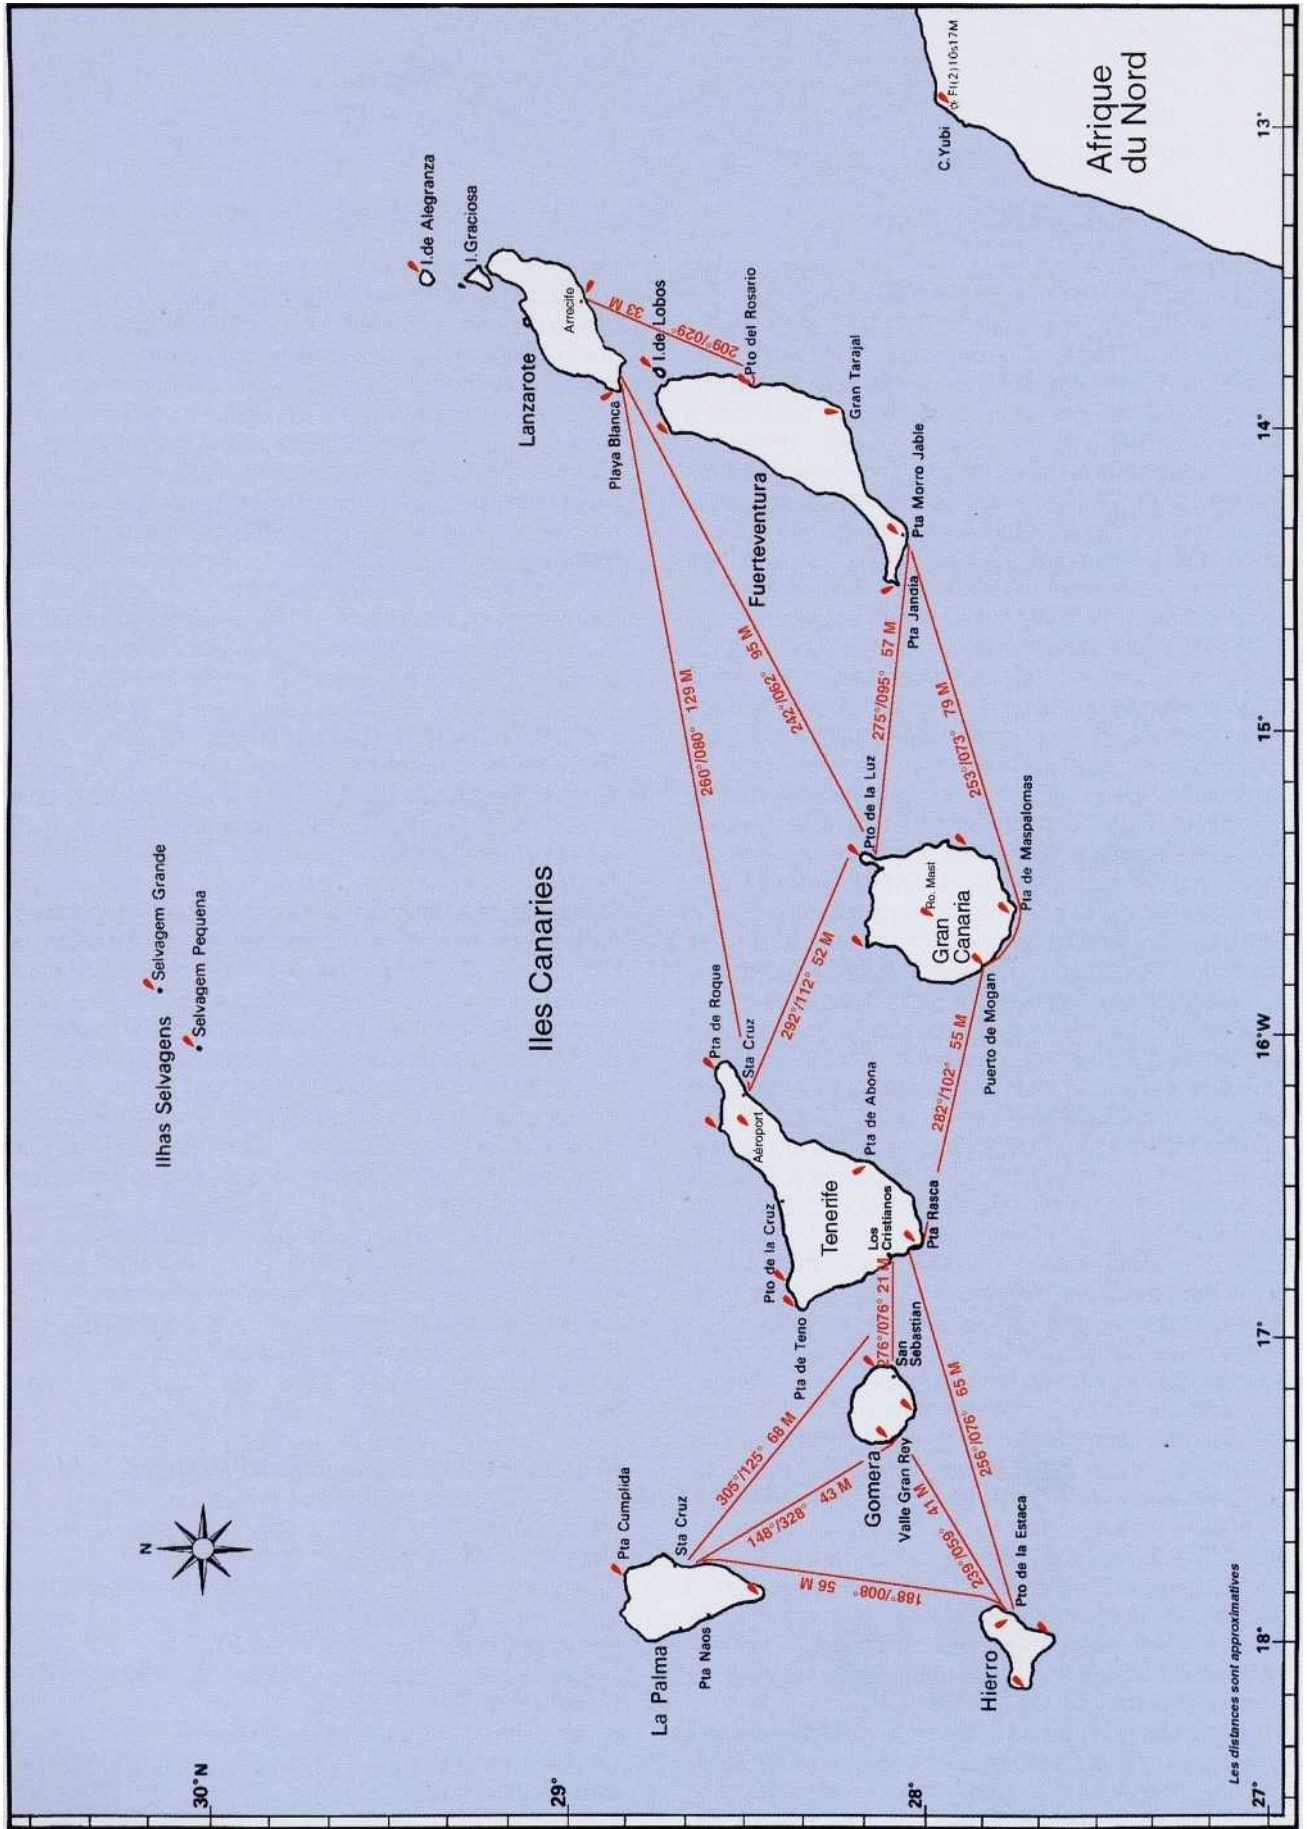 N
Ilhas Selvagens
Selvagem Grande
Selvagem Pequena
30°N
Iles Canaries
29°
28°
27°
18°
17°
16°W
15°
14°
13°
I.de Alegranza
I.Graciosa
Lanzarote
Arrecife
Playa Blanca
33 M
209°/029°
I.de Lobos
Pto del Rosario
Fuerteventura
Gran Tarajal
Pta Morro Jable
Pta Jandia
C.Yubi
Fl(2)10s17M
Afrique
du Nord
260°/080° 129 M
242°/062° 95 M
275°/095° 57 M
253°/073° 79 M
Pto de la Luz
Ro. Mast
Gran
Canaria
Pta de Maspalomas
Puerto de Mogan
292°/112° 52 M
282°/102° 55 M
Pta de Roque
Sta Cruz
Aéroport
Pto de la Cruz
Tenerife
Pta de Abona
Los
Cristianos
Pta Rasca
Pta de Teno
276°/076° 21 M
San
Sebastian
Gomera
Valle Gran Rey
305°/125° 68 M
148°/328° 43 M
256°/076° 65 M
239°/059° 41 M
188°/008° 56 M
Pta Cumplida
Sta Cruz
La Palma
Pta Naos
Pto de la Estaca
Hierro
Les distances sont approximatives